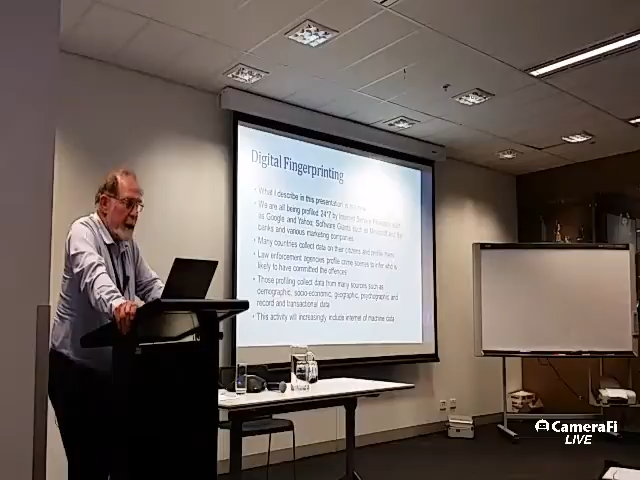 Digital Fingerprinting
• What I describe in this presentation is
• We are all being profiled 24*7 by Internet Service Providers such
as Google and Yahoo, Software Giants such as Microsoft and
banks and various marketing companies
• Many countries collect data on their citizens and profile them
• Law enforcement agencies profile crime scenes to infer who is
likely to have committed the offences
• Those profiling collect data from many sources such as
demographic, socio-economic, geographic, psychographic and
record and transactional data
• This activity will increasingly include internet of machine data
CameraFi
LIVE